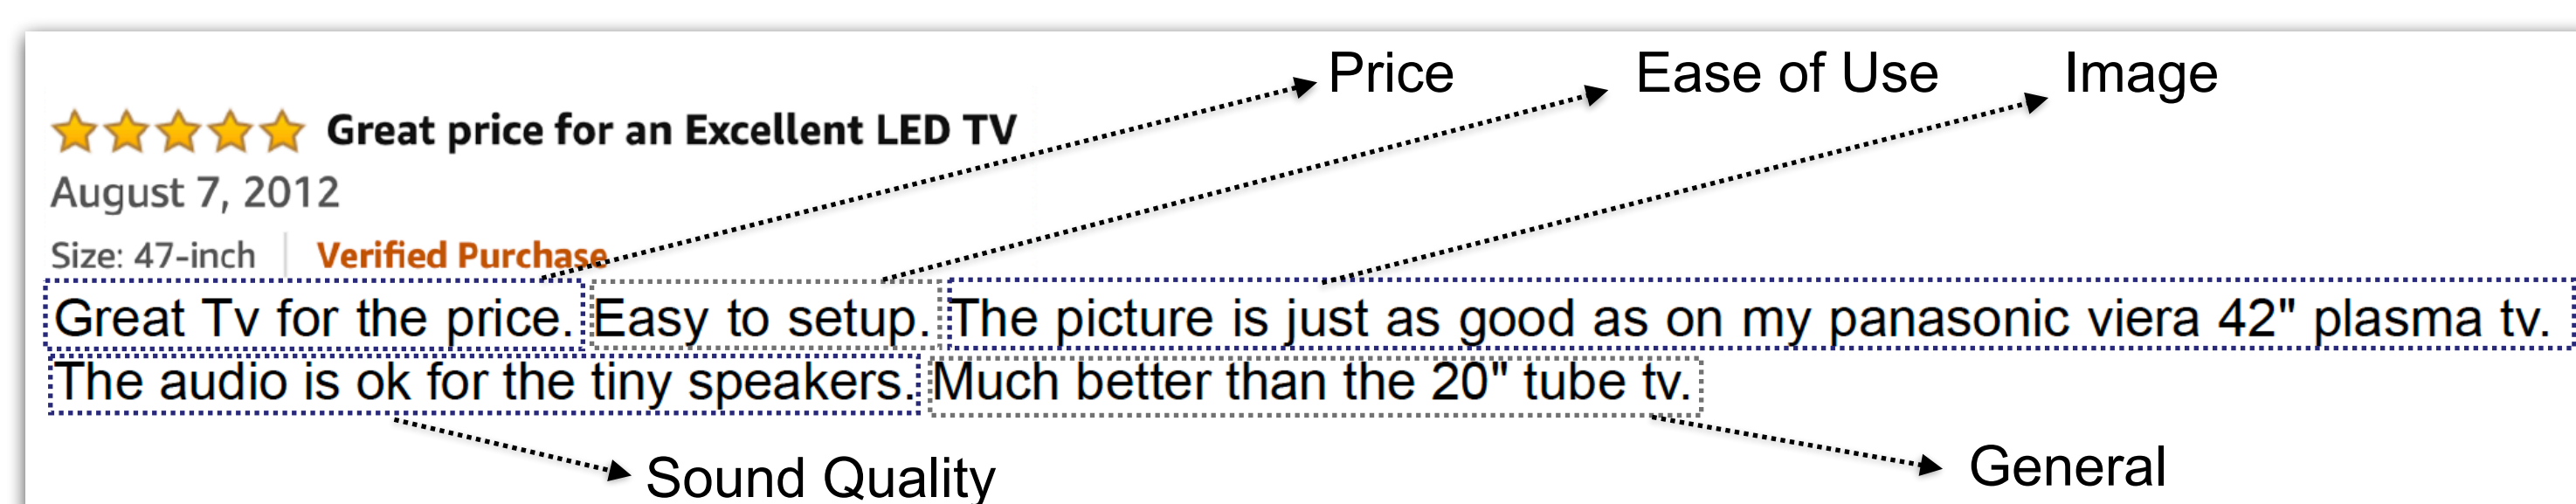 Price Ease of Use Image
Great price for an Excellent LED TV
August 7, 2012
Size: 47-inch Verified Purchase
Great Tv for the price. Easy to setup. The picture is just as good as on my panasonic viera 42" plasma tv.
The audio is ok for the tiny speakers. Much better than the 20" tube tv.
Sound Quality General